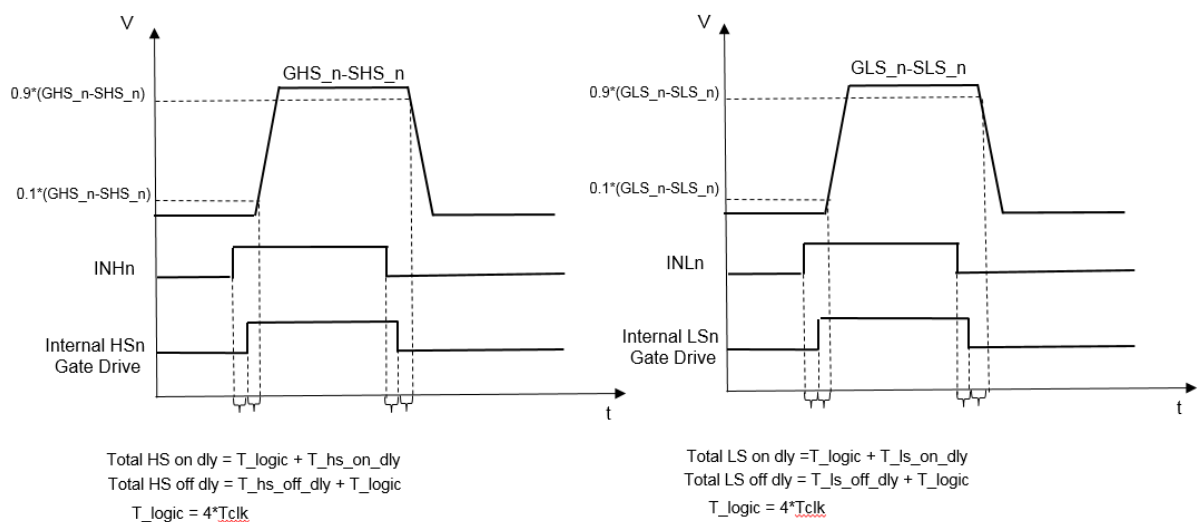 V
GHS_n-SHS_n
0.9*(GHS_n-SHS_n)
0.1*(GHS_n-SHS_n)
INHn
Internal HSn
Gate Drive
t
Total HS on dly = T_logic + T_hs_on_dly
Total HS off dly = T_hs_off_dly + T_logic
T_logic = 4*Tclk
V
GLS_n-SLS_n
0.9*(GLS_n-SLS_n)
0.1*(GLS_n-SLS_n)
INLn
Internal LSn
Gate Drive
t
Total LS on dly =T_logic + T_ls_on_dly
Total LS off dly = T_ls_off_dly + T_logic
T_logic = 4*Tclk